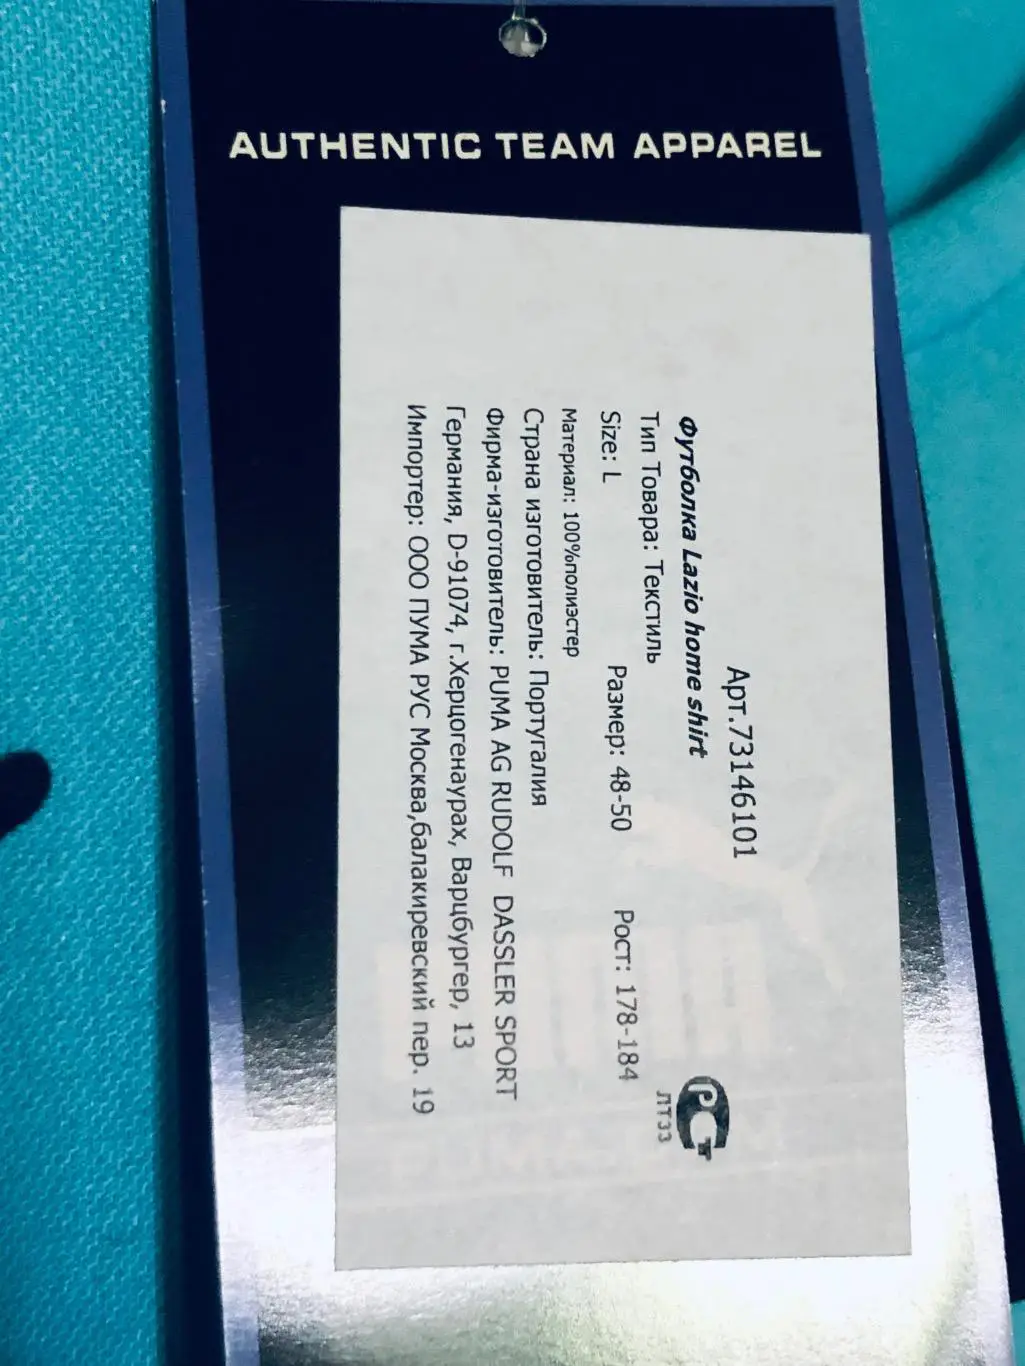 AUTHENTIC TEAM APPAREL
Арт.73146101
Футболка Lazio home shirt
Тип Товара: Текстиль
Size: L Размер: 48-50 Рост: 178-184
Материал: 100%полиэстер
Страна изготовитель: Португалия
Фирма-изготовитель: PUMA AG RUDOLF DASSLER SPORT
Германия, D-91074, г.Херцогенаурах, Варцбургер, 13
Импортер: ООО ПУМА РУС Москва,балакиревский пер. 19
РСТ
ЛТ33